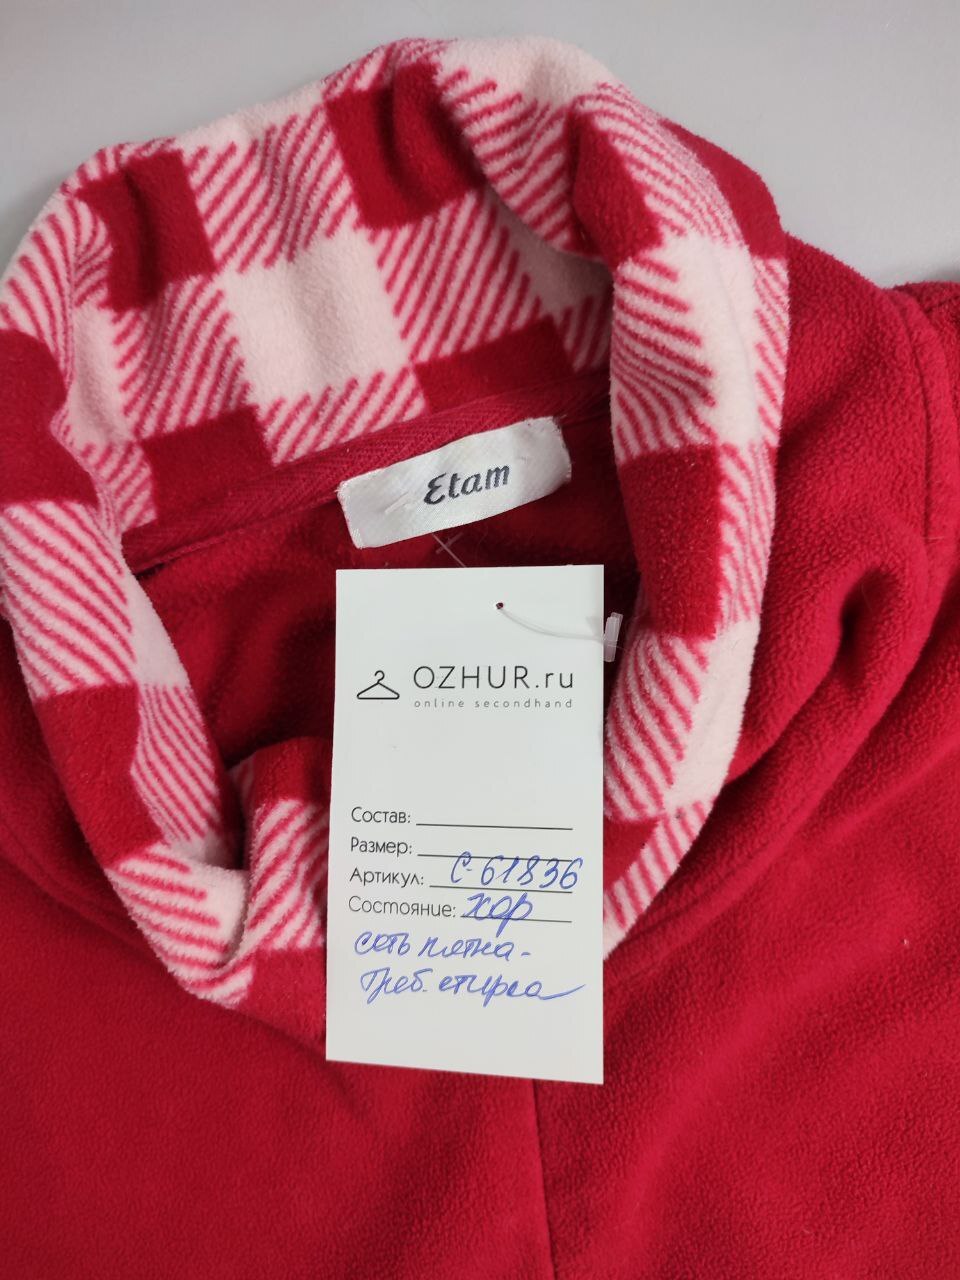 Etam
OZHUR.ru
online secondhand
Состав:
Размер:
Артикул: С-61836
Состояние: хор
есть пятна-
треб. стирка